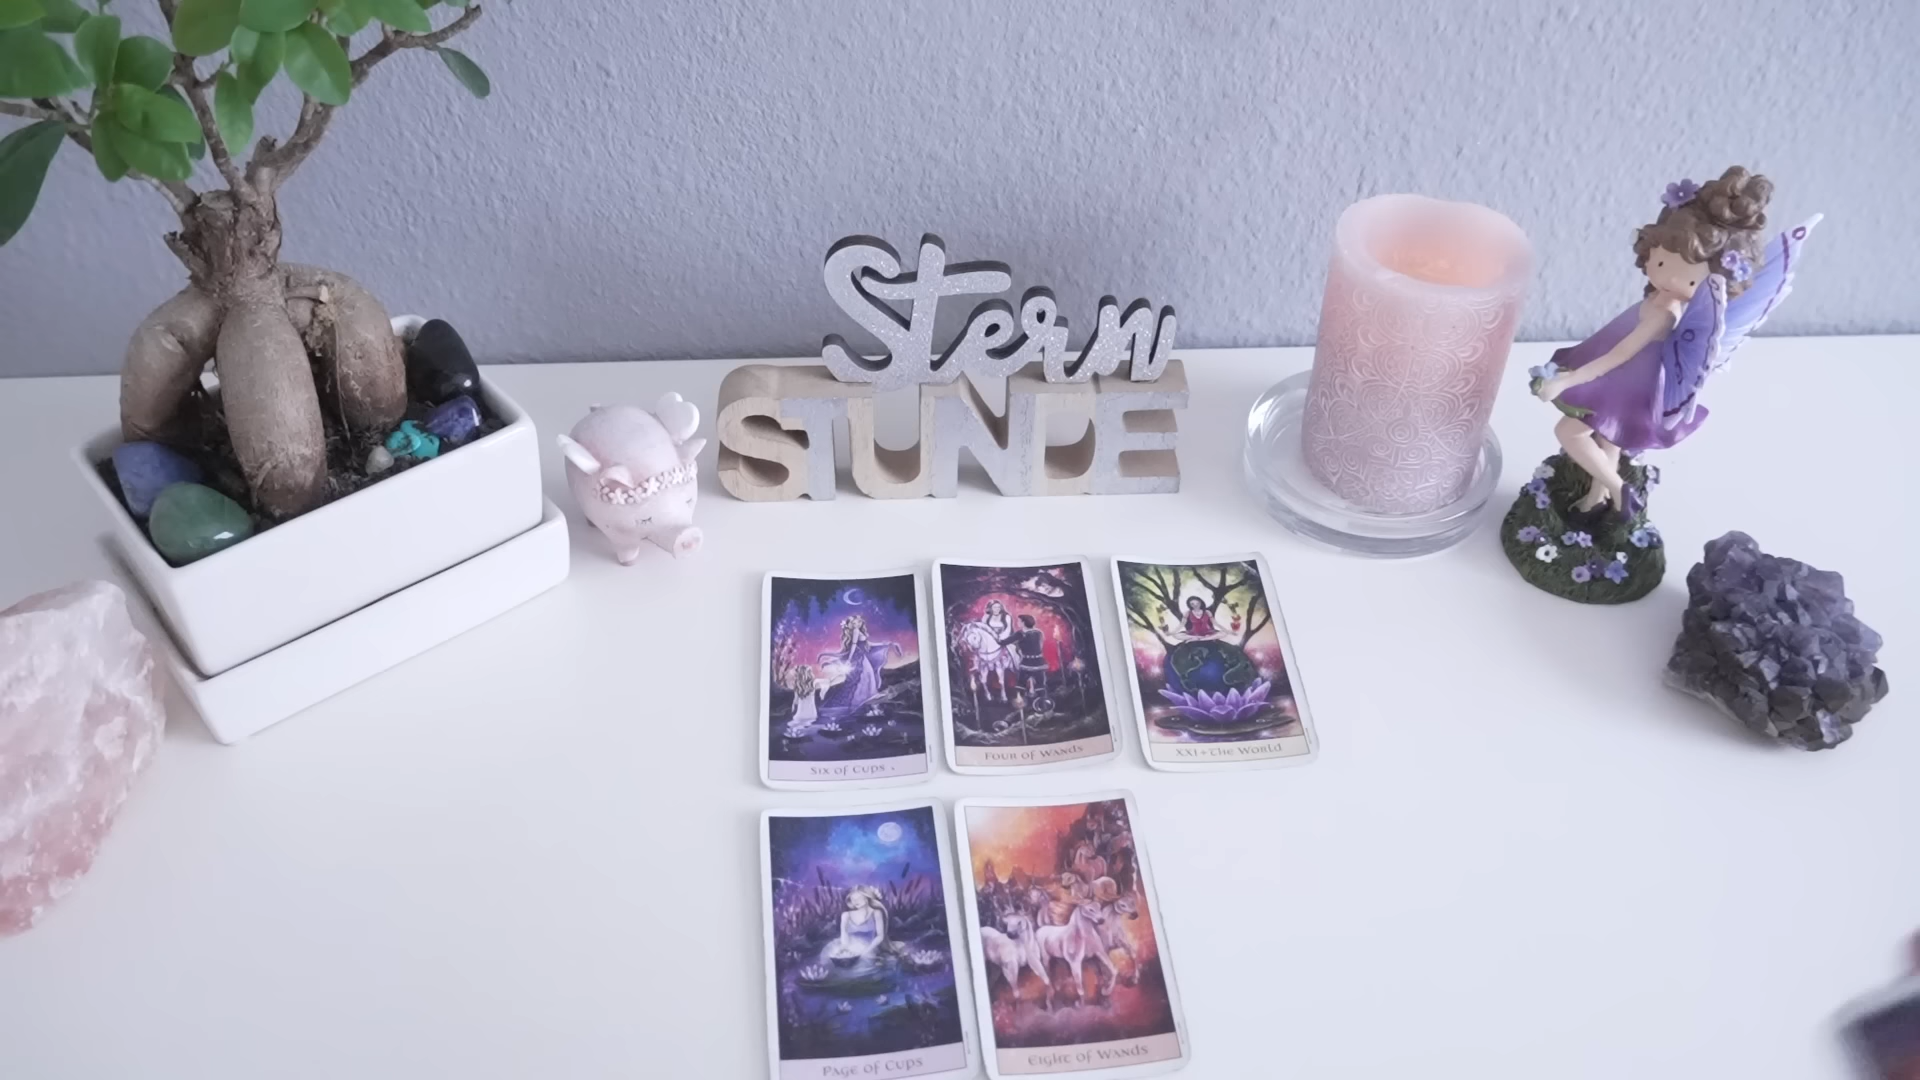 Stern
STUNDE
Six of Cups
Four of Wands
XXI • The World
Page of Cups
Eight of Wands